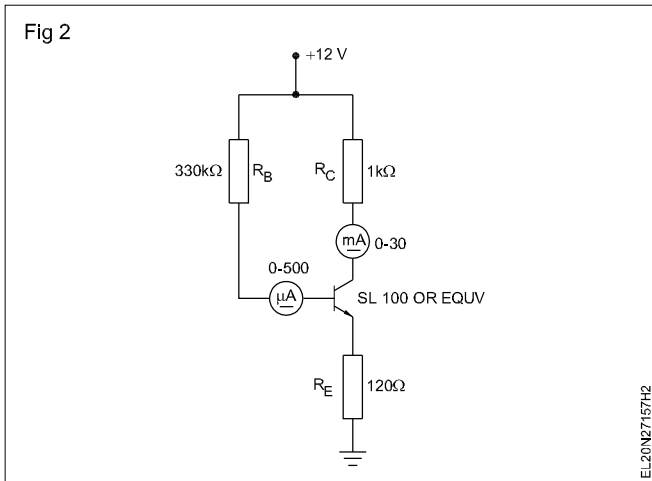 Fig 2
+12 V
330kΩ
R_B
R_C
1kΩ
mA
0-30
0-500
µA
SL 100 OR EQUV
R_E
120Ω
EL20N27157H2